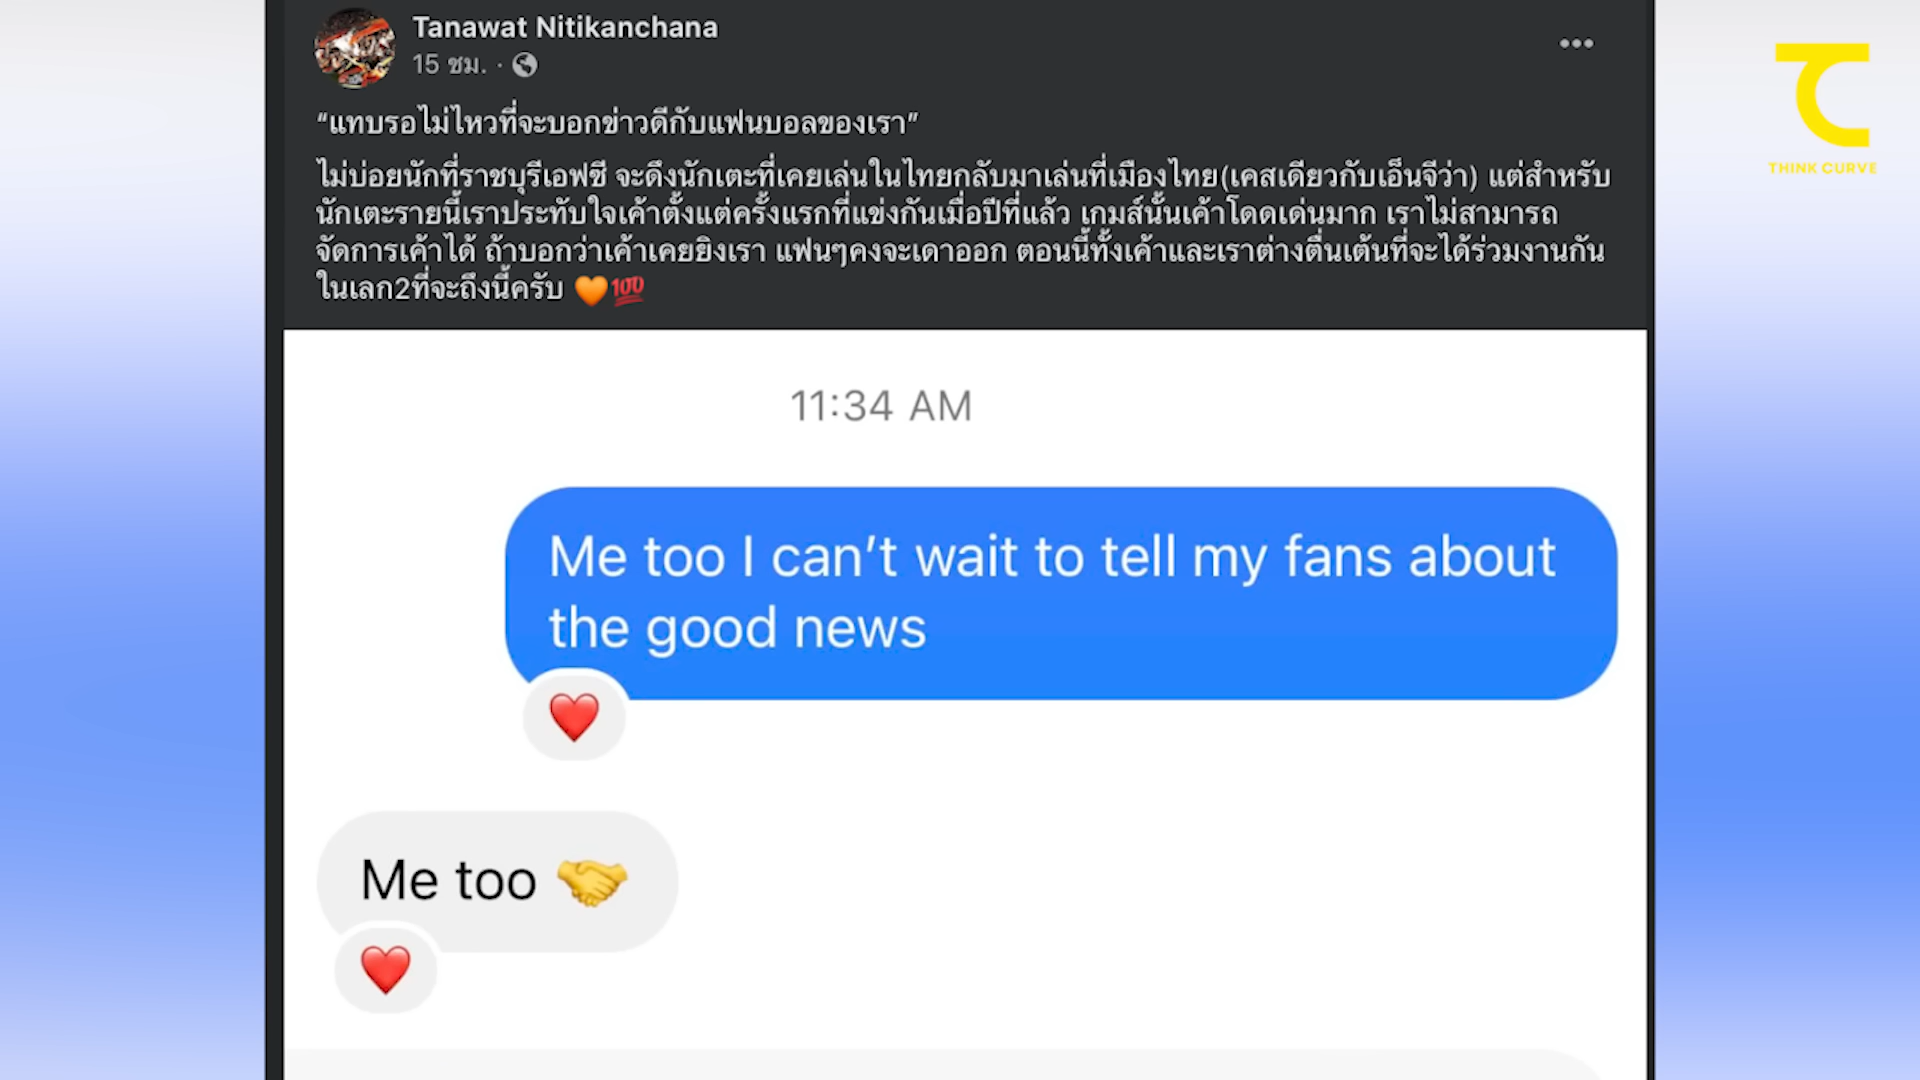 Tanawat Nitikanchana
15 ชม. ·
THINK CURVE
“แทบรอไม่ไหวที่จะบอกข่าวดีกับแฟนบอลของเรา”
ไม่บ่อยนักที่ราชบุรีเอฟซี จะดึงนักเตะที่เคยเล่นในไทยกลับมาเล่นที่เมืองไทย(เคสเดียวกับเอ็นจีว่า) แต่สำหรับ
นักเตะรายนี้เราประทับใจเค้าตั้งแต่ครั้งแรกที่แข่งกันเมื่อปีที่แล้ว เกมส์นั้นเค้าโดดเด่นมาก เราไม่สามารถ
จัดการเค้าได้ ถ้าบอกว่าเค้าเคยยิงเรา แฟนๆคงจะเดาออก ตอนนี้ทั้งเค้าและเราต่างตื่นเต้นที่จะได้ร่วมงานกัน
ในเลก2ที่จะถึงนี้ครับ 🧡💯
11:34 AM
Me too I can’t wait to tell my fans about
the good news
❤️
Me too 🤝
❤️